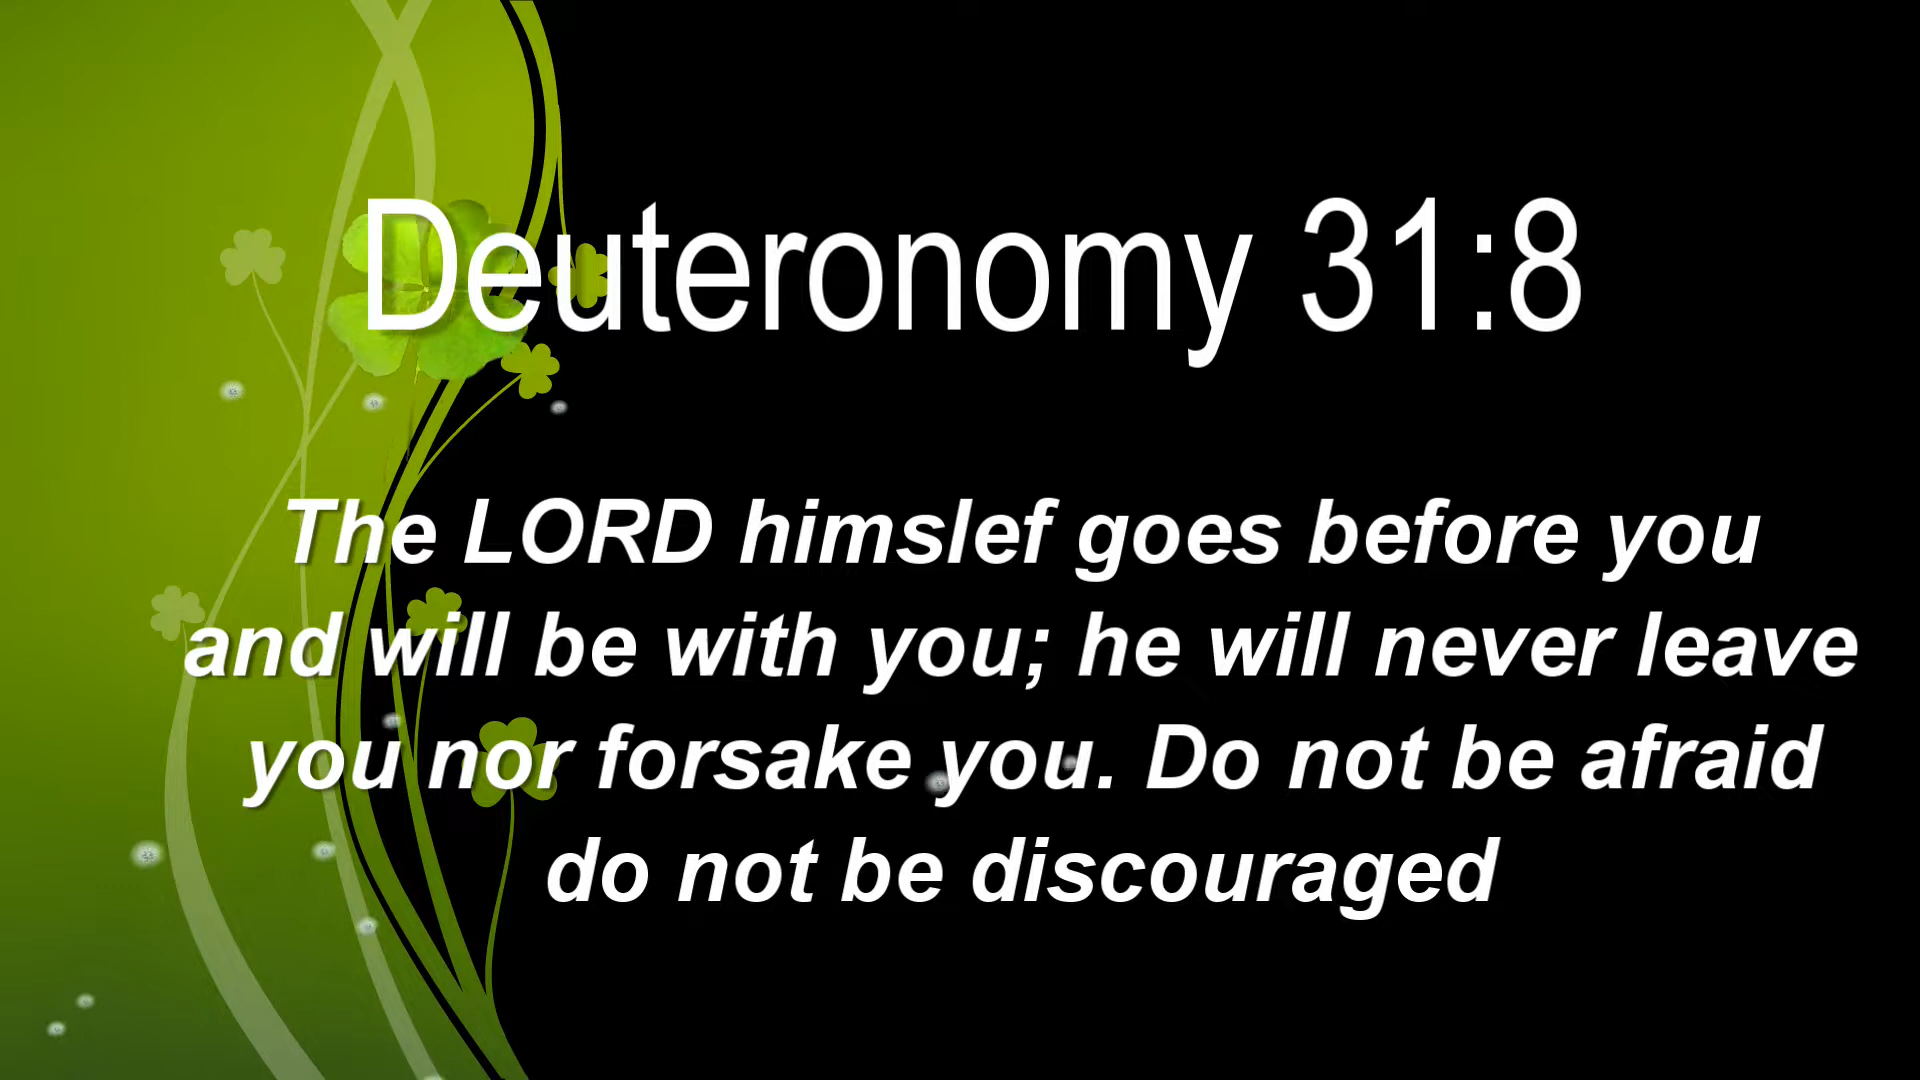 Deuteronomy 31:8
The LORD himslef goes before you
and will be with you; he will never leave
you nor forsake you. Do not be afraid
do not be discouraged